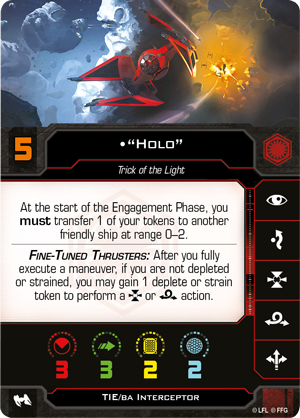 •“Holo”
5
Trick of the Light
At the start of the Engagement Phase, you
must transfer 1 of your tokens to another
friendly ship at range 0–2.
Fine-Tuned Thrusters: After you fully
execute a maneuver, if you are not depleted
or strained, you may gain 1 deplete or strain
token to perform a or action.
3 3 2 2
TIE/ba Interceptor
©LFL ©FFG